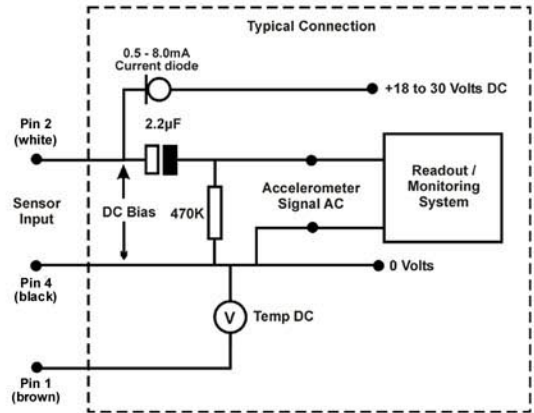 Typical Connection
0.5 - 8.0mA
Current diode
+18 to 30 Volts DC
2.2µF
Pin 2
(white)
Readout /
Monitoring
System
Accelerometer
Signal AC
Sensor
Input
DC Bias
470K
0 Volts
Pin 4
(black)
V
Temp DC
Pin 1
(brown)